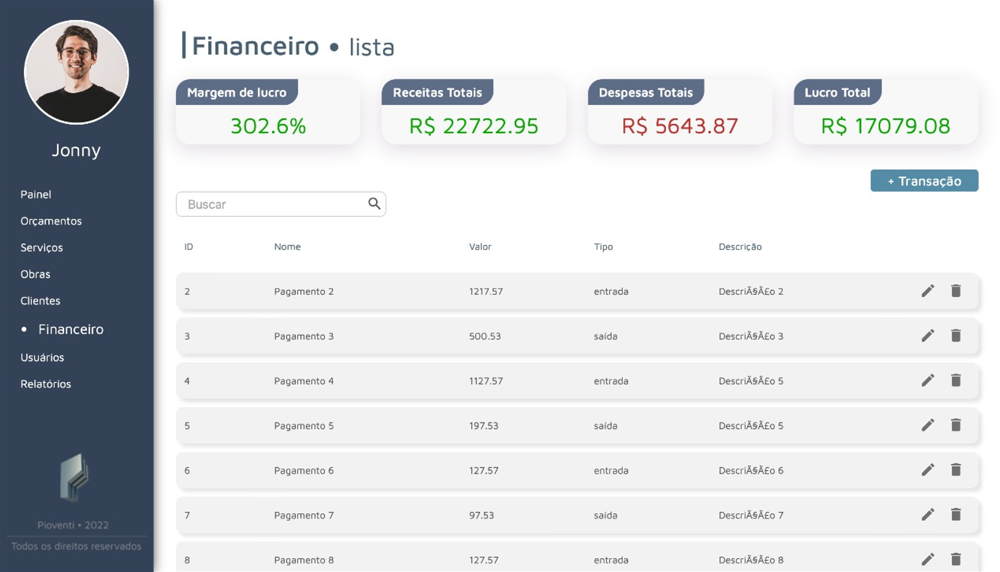 Jonny
Painel
Orçamentos
Serviços
Obras
Clientes
• Financeiro
Usuários
Relatórios
Pioventi • 2022
Todos os direitos reservados
|Financeiro • lista
Margem de lucro
302.6%
Receitas Totais
R$ 22722.95
Despesas Totais
R$ 5643.87
Lucro Total
R$ 17079.08
+ Transação
Buscar
ID Nome Valor Tipo Descrição
2 Pagamento 2 1217.57 entrada DescriÃ§Ã£o 2
3 Pagamento 3 500.53 saída DescriÃ§Ã£o 3
4 Pagamento 4 1127.57 entrada DescriÃ§Ã£o 5
5 Pagamento 5 197.53 saída DescriÃ§Ã£o 5
6 Pagamento 6 127.57 entrada DescriÃ§Ã£o 6
7 Pagamento 7 97.53 saída DescriÃ§Ã£o 7
8 Pagamento 8 127.57 entrada DescriÃ§Ã£o 8